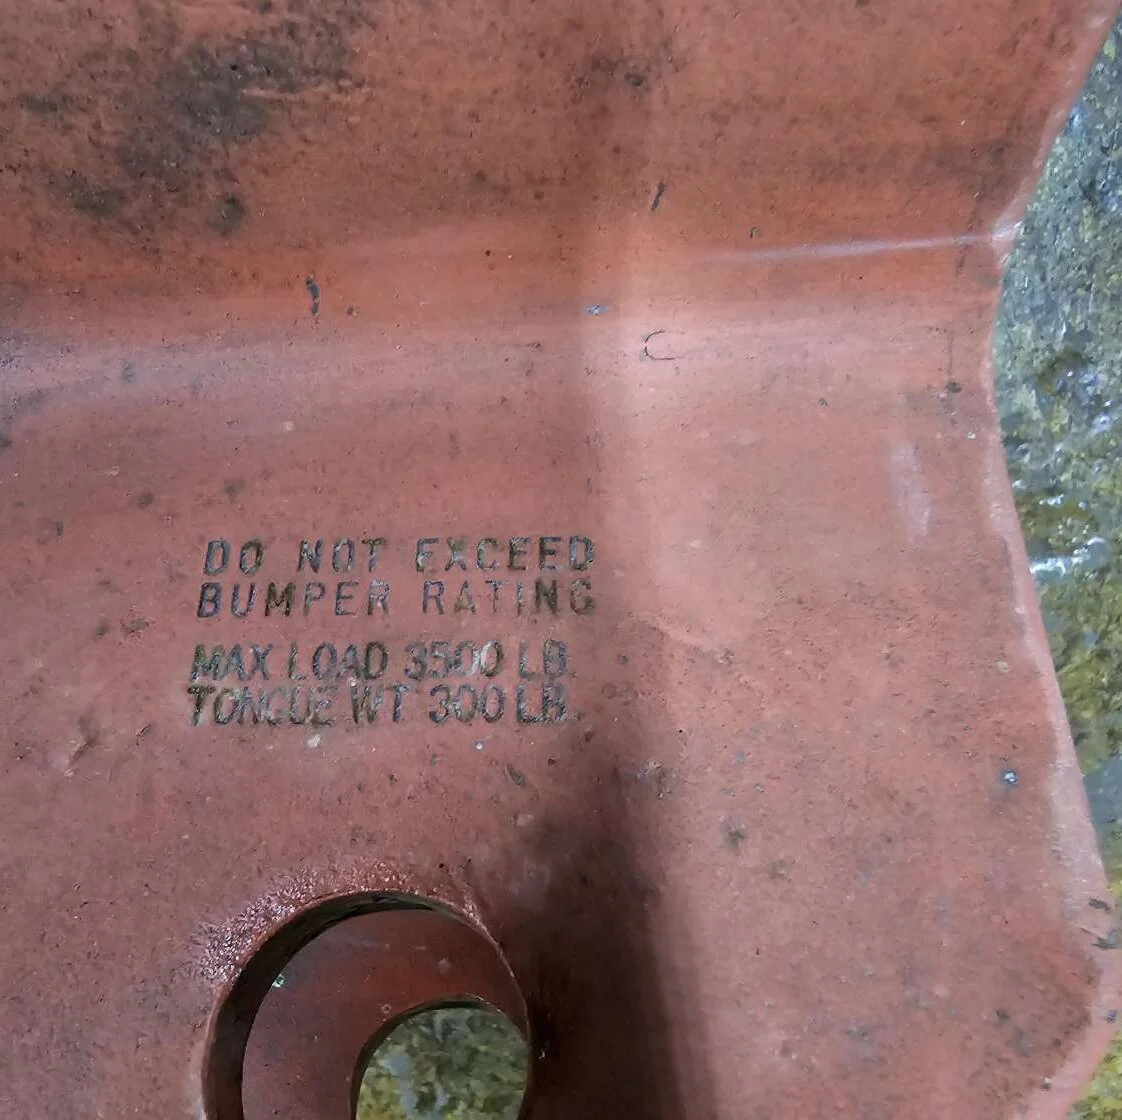 DO NOT EXCEED
BUMPER RATING
MAX LOAD 3500 LB.
TONGUE WT 300 LB.